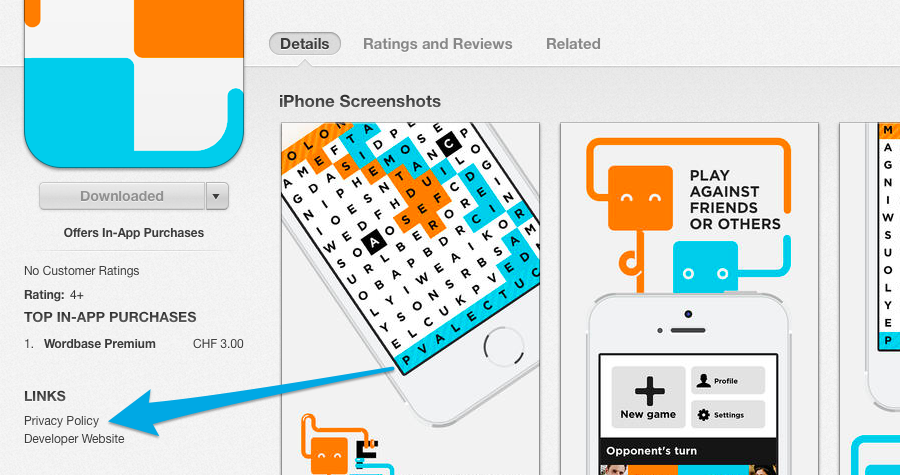 Details
Ratings and Reviews
Related
iPhone Screenshots
Downloaded
Offers In-App Purchases
No Customer Ratings
Rating: 4+
TOP IN-APP PURCHASES
1. Wordbase Premium CHF 3.00
LINKS
Privacy Policy
Developer Website
PLAY
AGAINST
FRIENDS
OR OTHERS
New game
Profile
Settings
Opponent's turn
PVALECTUC
M
A
G
N
I
W
S
U
O
L
Y
E
P